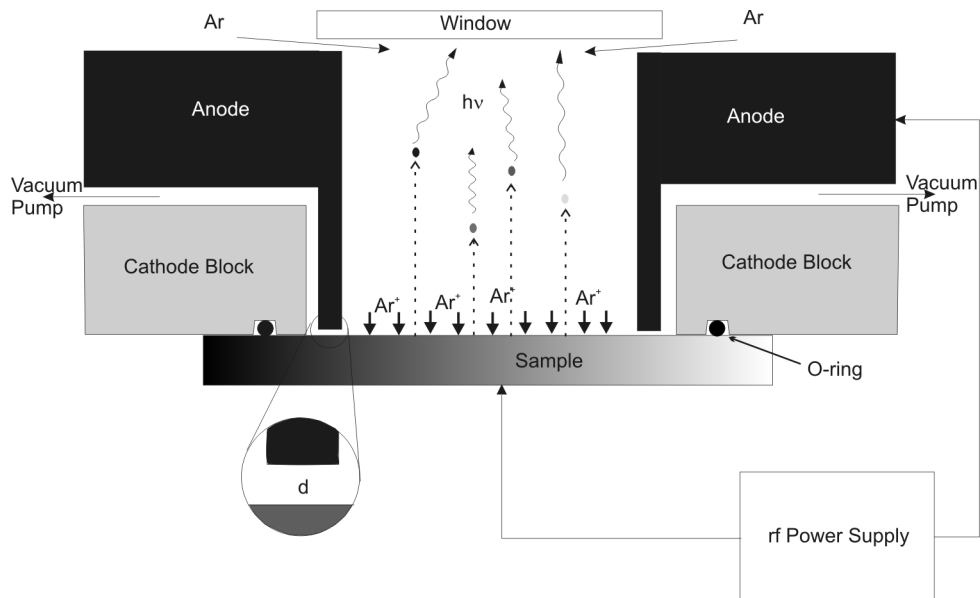 Window
Ar
Ar
hν
Anode
Anode
Vacuum
Pump
Vacuum
Pump
Cathode Block
Cathode Block
Ar+
Ar+
Ar+
Ar+
Sample
O-ring
d
rf Power Supply